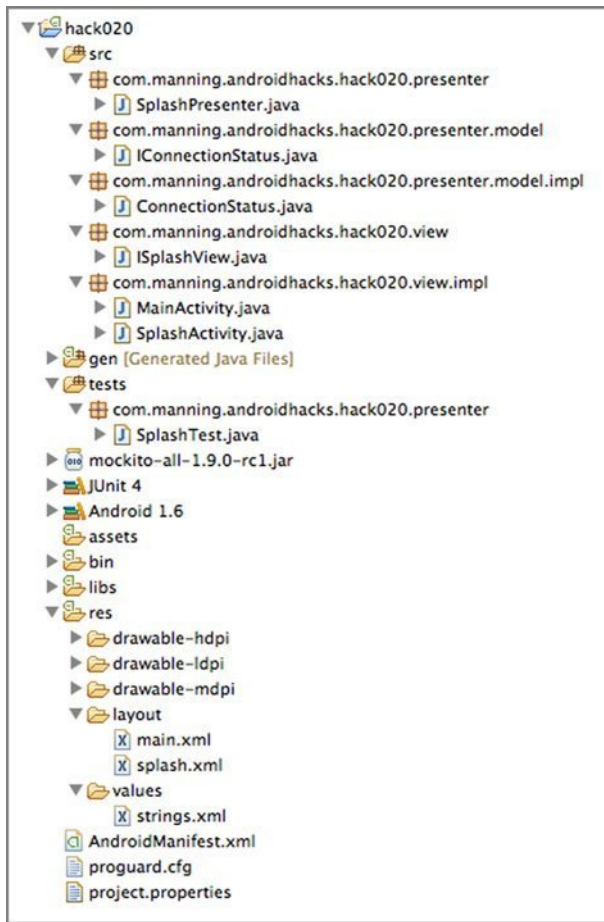 hack020
src
com.manning.androidhacks.hack020.presenter
SplashPresenter.java
com.manning.androidhacks.hack020.presenter.model
IConnectionStatus.java
com.manning.androidhacks.hack020.presenter.model.impl
ConnectionStatus.java
com.manning.androidhacks.hack020.view
ISplashView.java
com.manning.androidhacks.hack020.view.impl
MainActivity.java
SplashActivity.java
gen [Generated Java Files]
tests
com.manning.androidhacks.hack020.presenter
SplashTest.java
mockito-all-1.9.0-rc1.jar
JUnit 4
Android 1.6
assets
bin
libs
res
drawable-hdpi
drawable-ldpi
drawable-mdpi
layout
main.xml
splash.xml
values
strings.xml
AndroidManifest.xml
proguard.cfg
project.properties